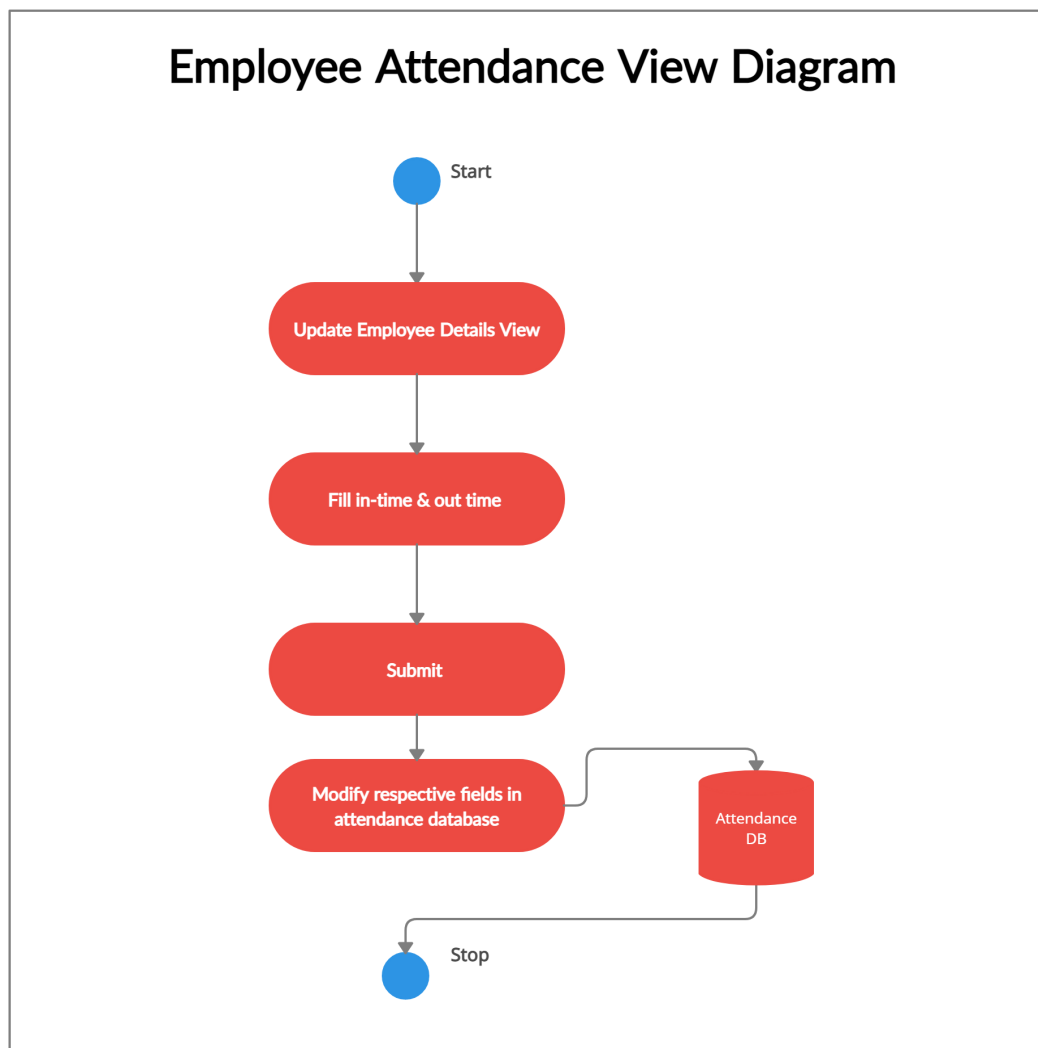 Employee Attendance View Diagram
Start
Update Employee Details View
Fill in-time & out time
Submit
Modify respective fields in
attendance database
Attendance
DB
Stop